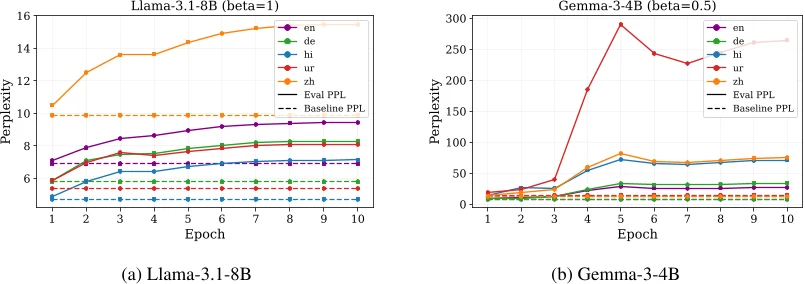 Llama-3.1-8B (beta=1)
Perplexity
16
14
12
10
8
6
en
de
hi
ur
zh
Eval PPL
Baseline PPL
1 2 3 4 5 6 7 8 9 10
Epoch
(a) Llama-3.1-8B
Gemma-3-4B (beta=0.5)
Perplexity
300
250
200
150
100
50
0
en
de
hi
ur
zh
Eval PPL
Baseline PPL
1 2 3 4 5 6 7 8 9 10
Epoch
(b) Gemma-3-4B